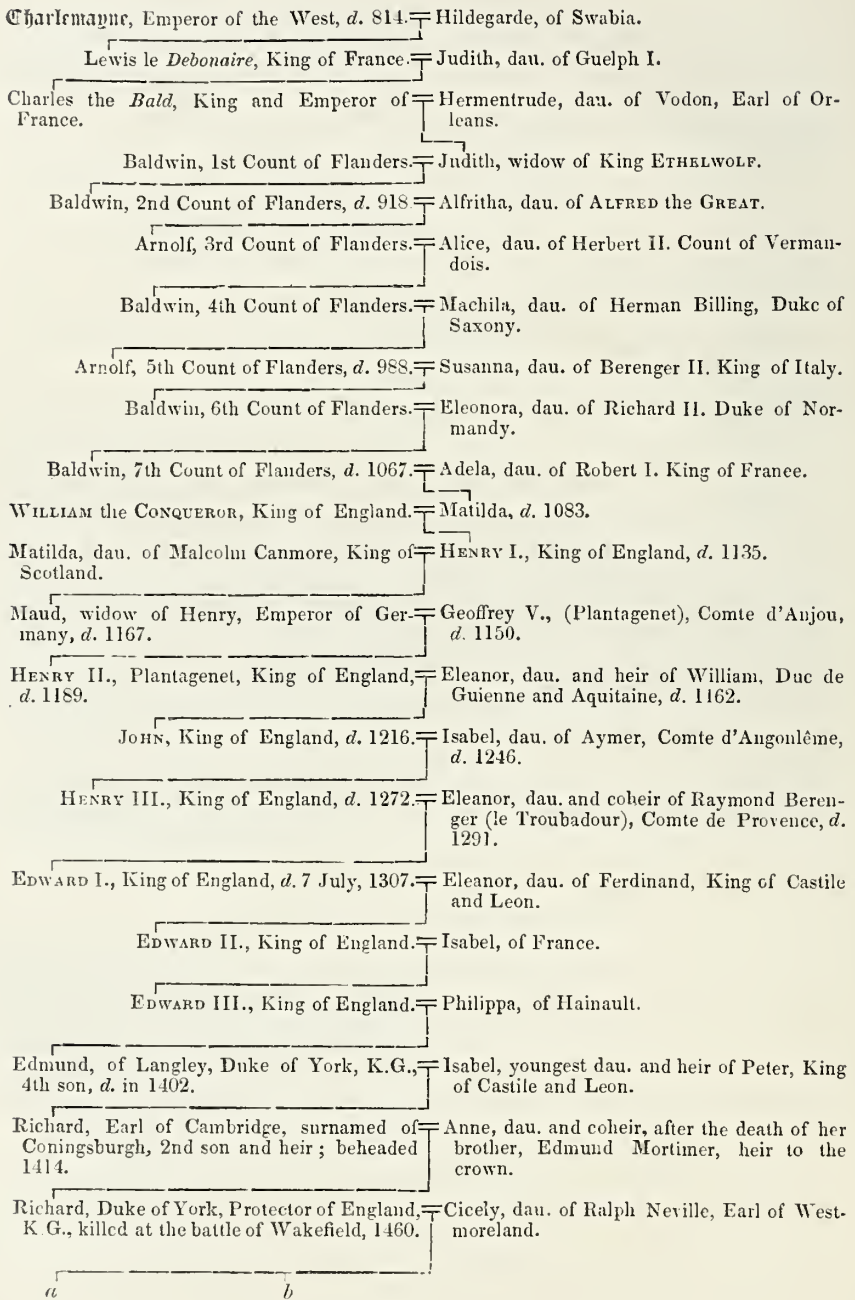 Charlemayne, Emperor of the West, d. 814. Hildegarde, of Swabia.
Lewis le Debonaire, King of France. Judith, dau. of Guelph I.
Charles the Bald, King and Emperor of Hermentrude, dau. of Vodon, Earl of Or-
France. leans.
Baldwin, 1st Count of Flanders. Judith, widow of King ETHELWOLF.
Baldwin, 2nd Count of Flanders, d. 918 Alfritha, dau. of ALFRED the GREAT.
Arnolf, 3rd Count of Flanders. Alice, dau. of Herbert II. Count of Verman-
dois.
Baldwin, 4th Count of Flanders. Machila, dau. of Herman Billing, Duke of
Saxony.
Arnolf, 5th Count of Flanders, d. 988. Susanna, dau. of Berenger II. King of Italy.
Baldwin, 6th Count of Flanders. Eleonora, dau. of Richard II. Duke of Nor-
mandy.
Baldwin, 7th Count of Flanders, d. 1067. Adela, dau. of Robert I. King of France.
WILLIAM the CONQUEROR, King of England. Matilda, d. 1083.
Matilda, dau. of Malcolm Canmore, King of HENRY I., King of England, d. 1135.
Scotland.
Maud, widow of Henry, Emperor of Ger- Geoffrey V., (Plantagenet), Comte d'Anjou,
many, d. 1167. d. 1150.
HENRY II., Plantagenet, King of England, Eleanor, dau. and heir of William, Duc de
d. 1189. Guienne and Aquitaine, d. 1162.
JOHN, King of England, d. 1216. Isabel, dau. of Aymer, Comte d'Angonlême,
d. 1246.
HENRY III., King of England, d. 1272. Eleanor, dau. and coheir of Raymond Beren-
ger (le Troubadour), Comte de Provence, d.
1291.
EDWARD I., King of England, d. 7 July, 1307. Eleanor, dau. of Ferdinand, King of Castile
and Leon.
EDWARD II., King of England. Isabel, of France.
EDWARD III., King of England. Philippa, of Hainault.
Edmund, of Langley, Duke of York, K.G., Isabel, youngest dau. and heir of Peter, King
4th son, d. in 1402. of Castile and Leon.
Richard, Earl of Cambridge, surnamed of Anne, dau. and coheir, after the death of her
Coningsburgh, 2nd son and heir; beheaded brother, Edmund Mortimer, heir to the
1414. crown.
Richard, Duke of York, Protector of England, Cicely, dau. of Ralph Neville, Earl of West-
K.G., killed at the battle of Wakefield, 1460. moreland.
a b